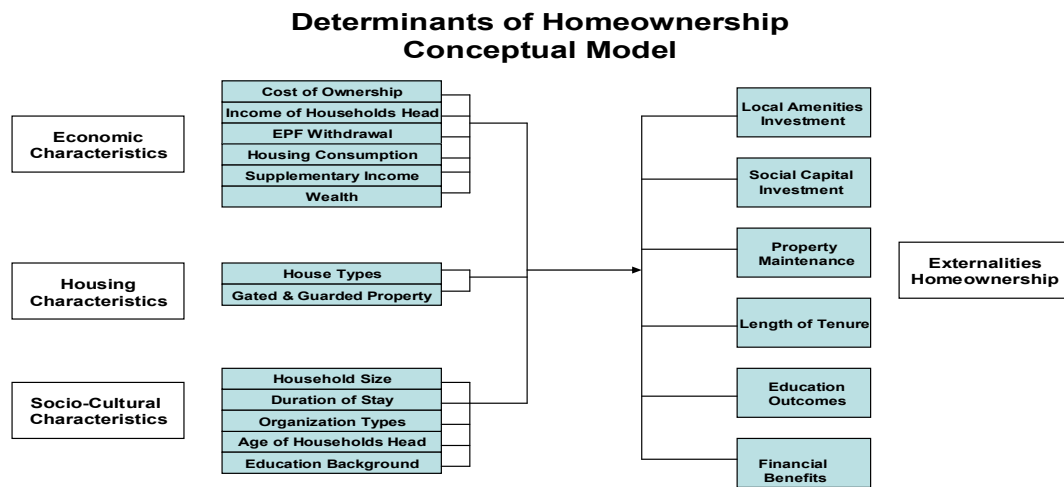 Determinants of Homeownership
Conceptual Model
Economic
Characteristics
Cost of Ownership
Income of Households Head
EPF Withdrawal
Housing Consumption
Supplementary Income
Wealth
Housing
Characteristics
House Types
Gated & Guarded Property
Socio-Cultural
Characteristics
Household Size
Duration of Stay
Organization Types
Age of Households Head
Education Background
Local Amenities
Investment
Social Capital
Investment
Property
Maintenance
Length of Tenure
Education
Outcomes
Financial
Benefits
Externalities
Homeownership